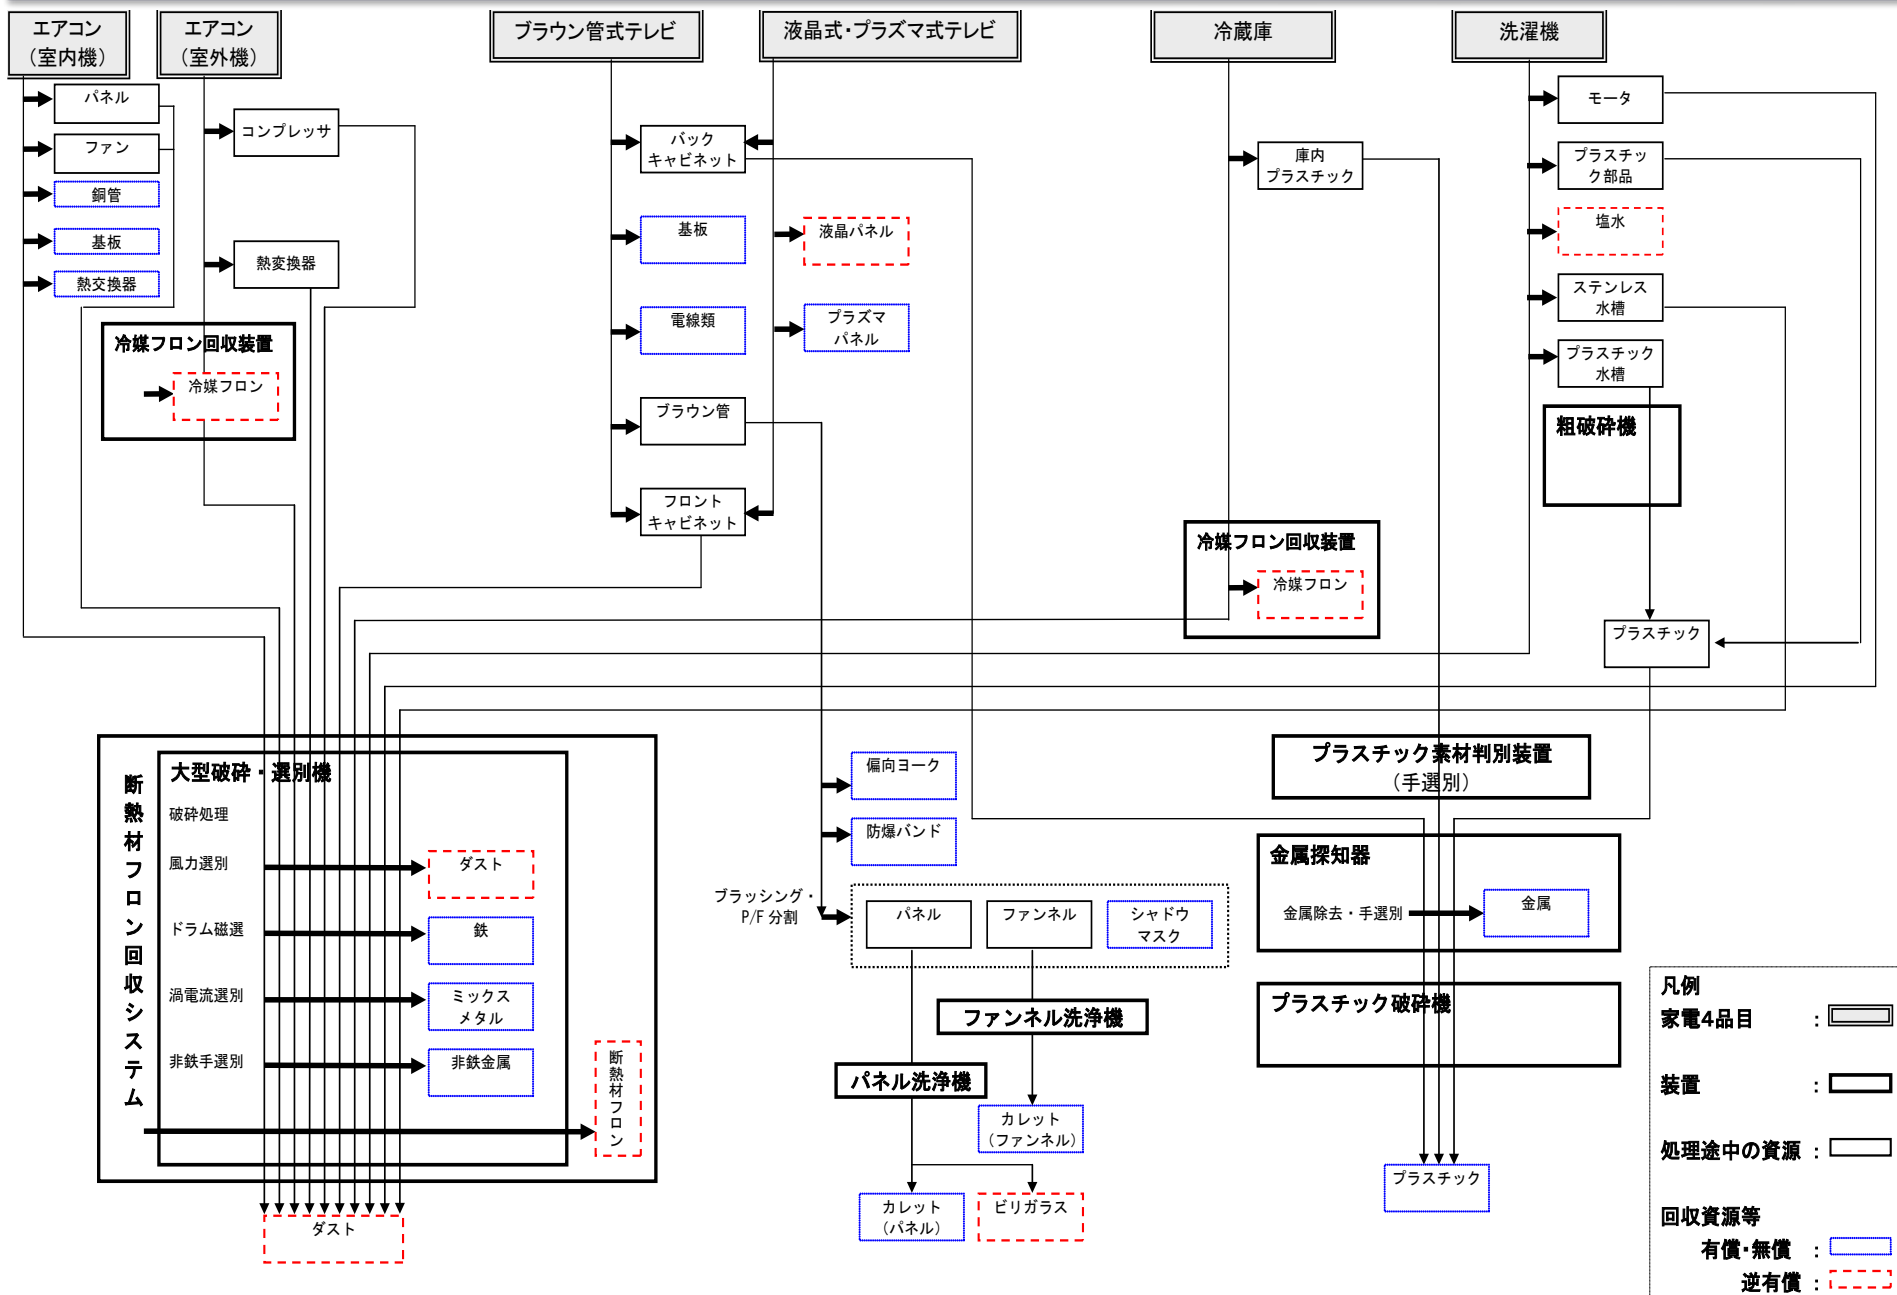 エアコン
（室内機）
エアコン
（室外機）
ブラウン管式テレビ
液晶式・プラズマ式テレビ
冷蔵庫
洗濯機
パネル
ファン
銅管
基板
熱交換器
コンプレッサ
熱変換器
冷媒フロン回収装置
冷媒フロン
バック
キャビネット
基板
電線類
ブラウン管
フロント
キャビネット
液晶パネル
プラズマ
パネル
庫内
プラスチック
冷媒フロン回収装置
冷媒フロン
モータ
プラスチッ
ク部品
塩水
ステンレス
水槽
プラスチック
水槽
粗破砕機
プラスチック
断熱材フロン回収システム
大型破砕・選別機
破砕処理
風力選別
ダスト
ドラム磁選
鉄
渦電流選別
ミックス
メタル
非鉄手選別
非鉄金属
断熱材フロン
ダスト
偏向ヨーク
防爆バンド
ブラッシング・
P/F 分割
パネル
ファンネル
シャドウ
マスク
ファンネル洗浄機
パネル洗浄機
カレット
（ファンネル）
カレット
（パネル）
ビリガラス
プラスチック素材判別装置
（手選別）
金属探知器
金属除去・手選別
金属
プラスチック破砕機
プラスチック
凡例
家電4品目 ：
装置 ：
処理途中の資源 ：
回収資源等
有償・無償 ：
逆有償 ：